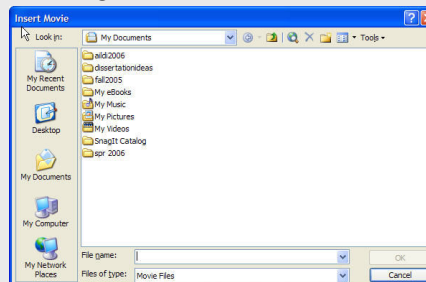 Insert Movie
Look in:
My Documents
Tools
My Recent
Documents
Desktop
My Documents
My Computer
My Network
Places
aildi2006
dissertationideas
fall2005
My eBooks
My Music
My Pictures
My Videos
SnagIt Catalog
spr 2006
File name:
OK
Files of type:
Movie Files
Cancel